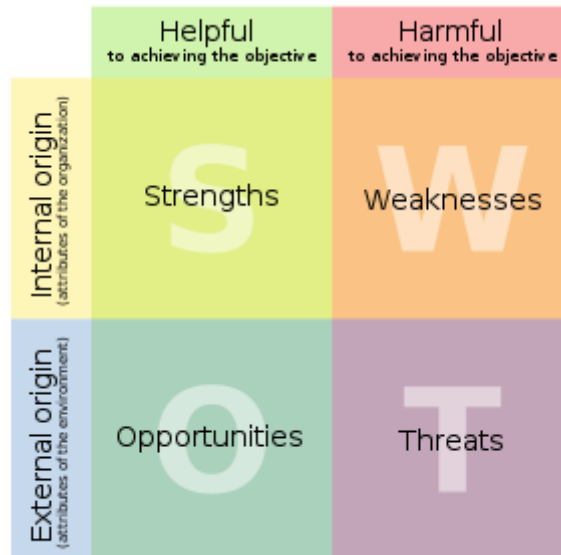 Helpful
to achieving the objective
Harmful
to achieving the objective
Internal origin
(attributes of the organization)
S
Strengths
W
Weaknesses
External origin
(attributes of the environment)
O
Opportunities
T
Threats